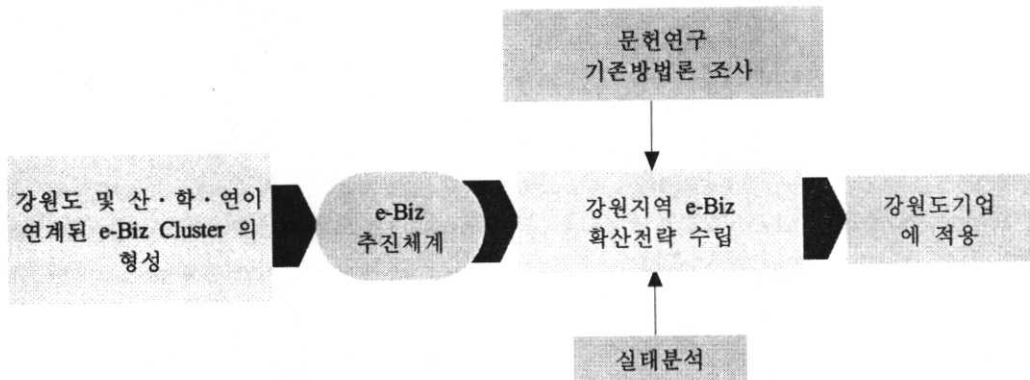 문헌연구
기존방법론 조사
강원도 및 산·학·연이
연계된 e-Biz Cluster 의
형성
e-Biz
추진체계
강원지역 e-Biz
확산전략 수립
강원도기업
에 적용
실태분석